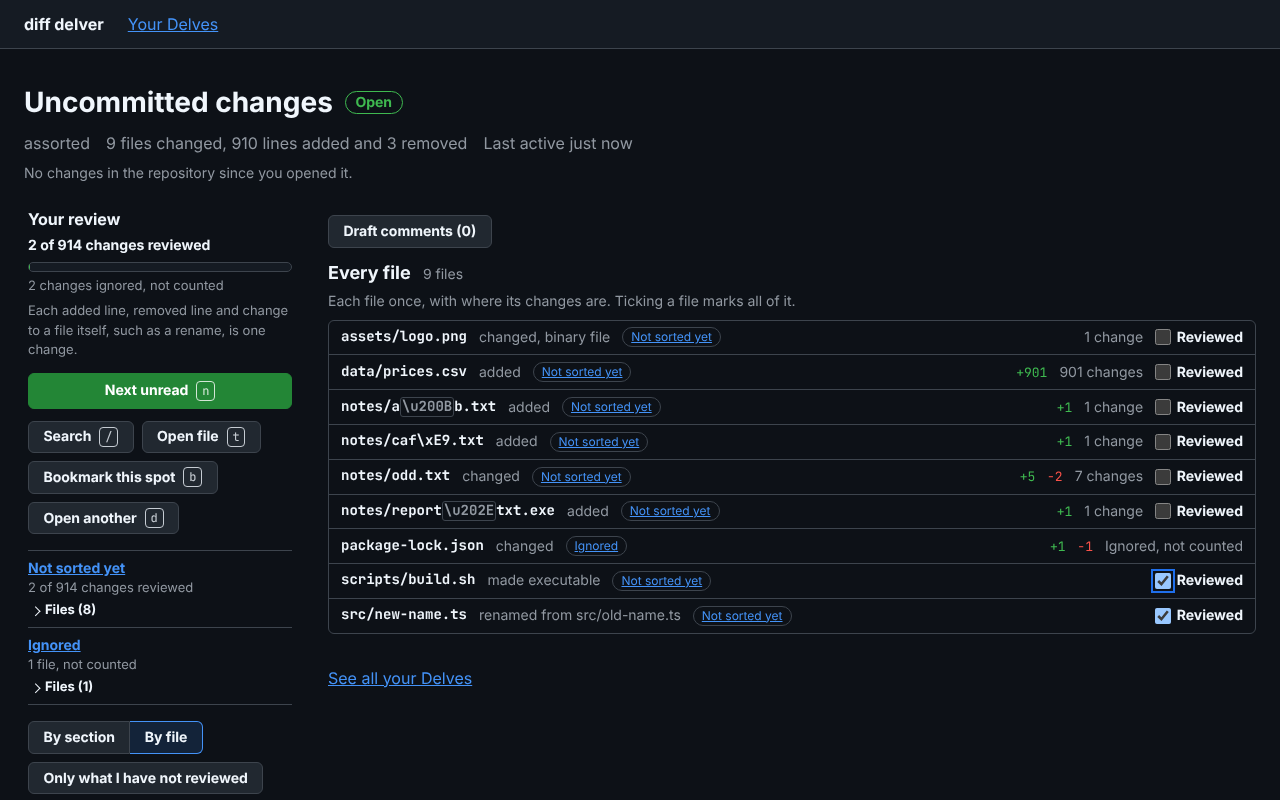 diff delver Your Delves
Uncommitted changes Open
assorted 9 files changed, 910 lines added and 3 removed Last active just now
No changes in the repository since you opened it.
Your review
2 of 914 changes reviewed
2 changes ignored, not counted
Each added line, removed line and change
to a file itself, such as a rename, is one
change.
Next unread n
Search / Open file t
Bookmark this spot b
Open another d
Not sorted yet
2 of 914 changes reviewed
Files (8)
Ignored
1 file, not counted
Files (1)
By section By file
Only what I have not reviewed
Draft comments (0)
Every file 9 files
Each file once, with where its changes are. Ticking a file marks all of it.
assets/logo.png changed, binary file Not sorted yet 1 change Reviewed
data/prices.csv added Not sorted yet +901 901 changes Reviewed
notes/a\u200Bb.txt added Not sorted yet +1 1 change Reviewed
notes/caf\xE9.txt added Not sorted yet +1 1 change Reviewed
notes/odd.txt changed Not sorted yet +5 -2 7 changes Reviewed
notes/report\u202Etxt.exe added Not sorted yet +1 1 change Reviewed
package-lock.json changed Ignored +1 -1 Ignored, not counted
scripts/build.sh made executable Not sorted yet Reviewed
src/new-name.ts renamed from src/old-name.ts Not sorted yet Reviewed
See all your Delves